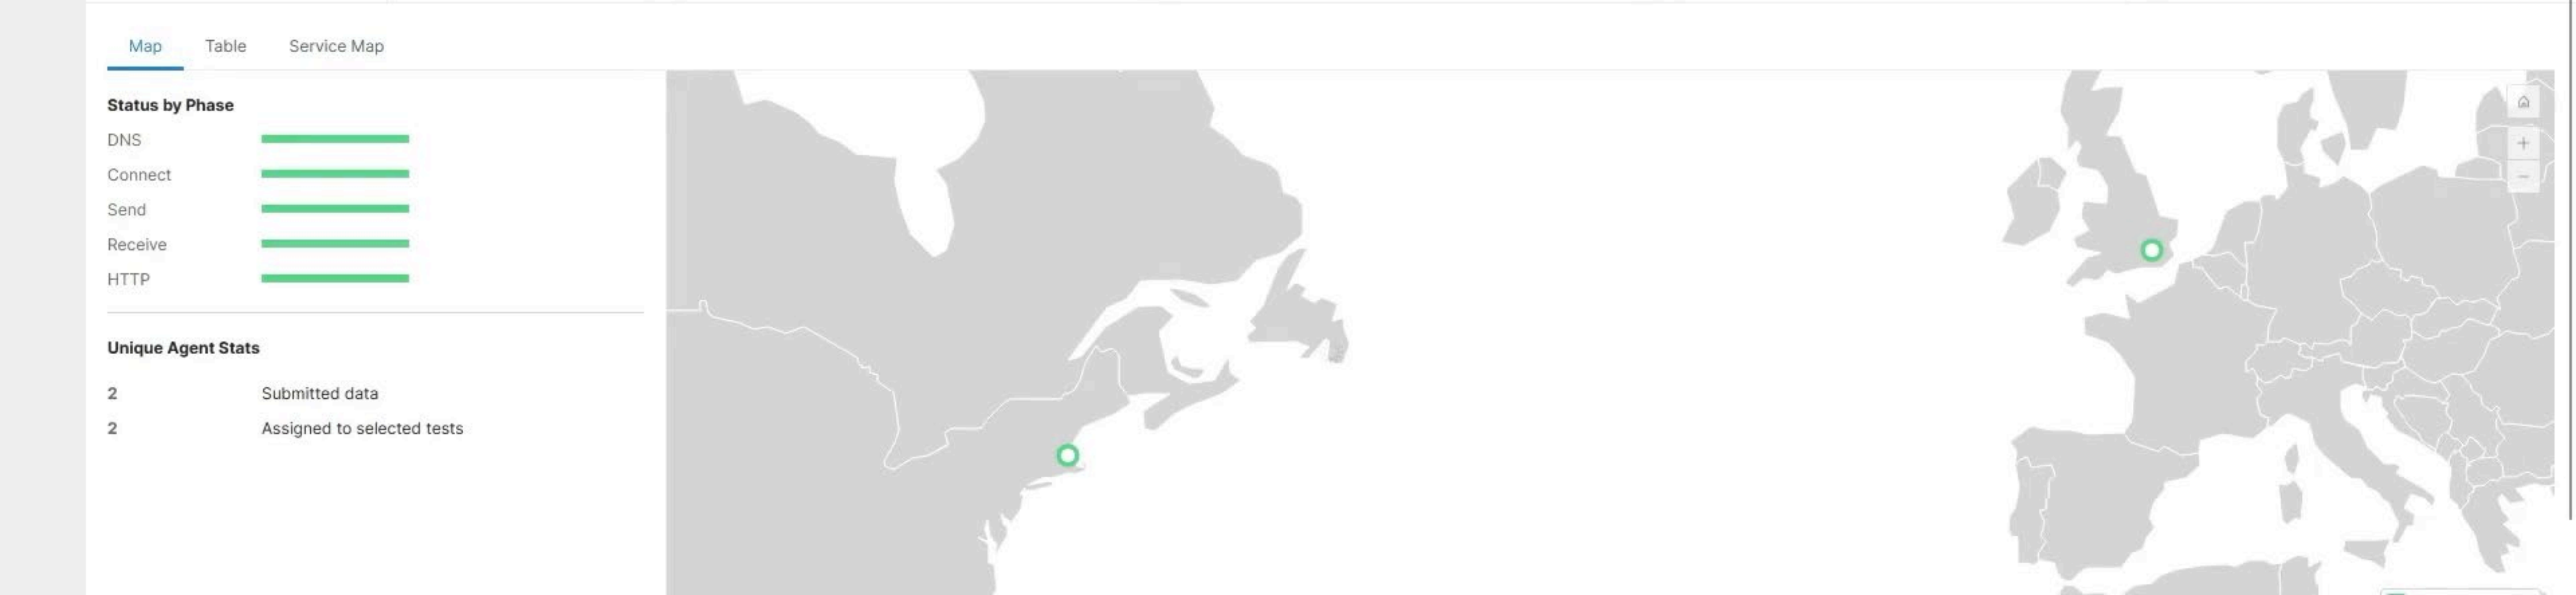 Map Table Service Map
Status by Phase
DNS
Connect
Send
Receive
HTTP
Unique Agent Stats
2 Submitted data
2 Assigned to selected tests